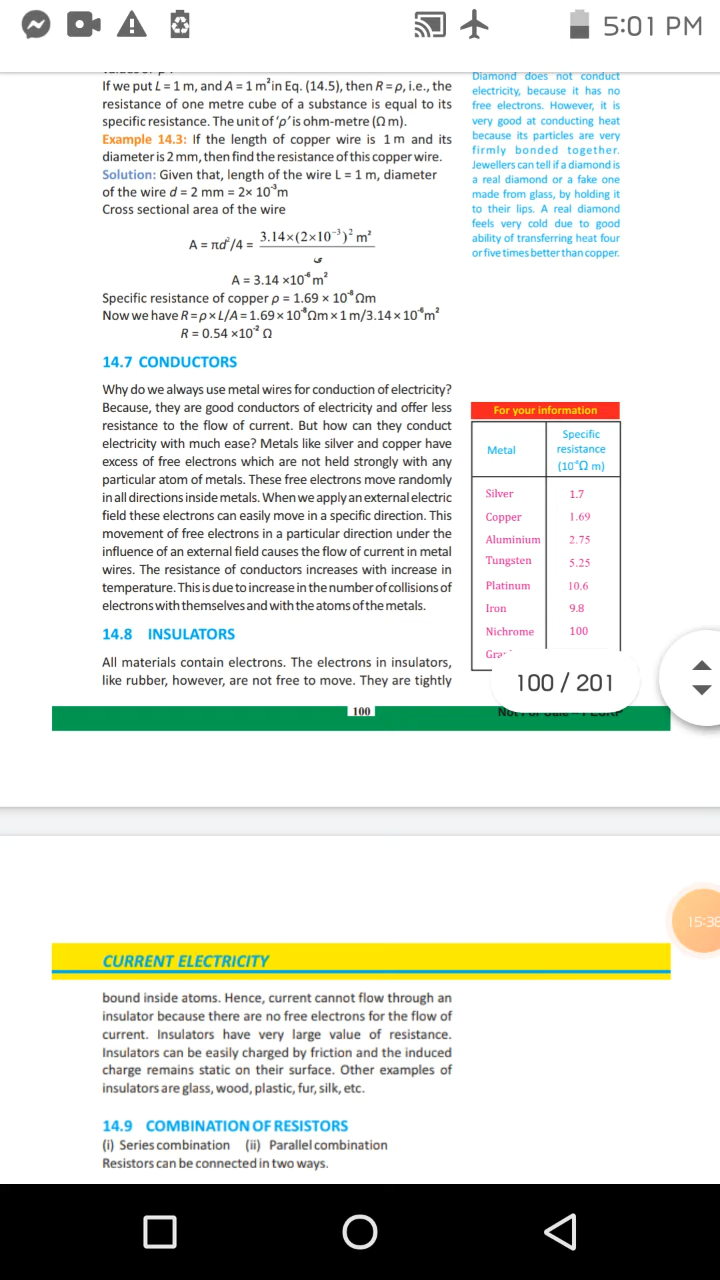 5:01 PM
If we put L = 1 m, and A = 1 m² in Eq. (14.5), then R = ρ, i.e., the
resistance of one metre cube of a substance is equal to its
specific resistance. The unit of 'ρ' is ohm-metre (Ω m).
Example 14.3: If the length of copper wire is 1 m and its
diameter is 2 mm, then find the resistance of this copper wire.
Solution: Given that, length of the wire L = 1 m, diameter
of the wire d = 2 mm = 2× 10⁻³m
Cross sectional area of the wire
A = πd²/4 = 3.14×(2×10⁻³)² m²
ی
A = 3.14 ×10⁻⁶m²
Specific resistance of copper ρ = 1.69 × 10⁻⁸Ωm
Now we have R = ρ × L/A = 1.69 × 10⁻⁸Ωm × 1 m/3.14 × 10⁻⁶m²
R = 0.54 ×10⁻² Ω
14.7 CONDUCTORS
Why do we always use metal wires for conduction of electricity?
Because, they are good conductors of electricity and offer less
resistance to the flow of current. But how can they conduct
electricity with much ease? Metals like silver and copper have
excess of free electrons which are not held strongly with any
particular atom of metals. These free electrons move randomly
in all directions inside metals. When we apply an external electric
field these electrons can easily move in a specific direction. This
movement of free electrons in a particular direction under the
influence of an external field causes the flow of current in metal
wires. The resistance of conductors increases with increase in
temperature. This is due to increase in the number of collisions of
electrons with themselves and with the atoms of the metals.
14.8 INSULATORS
All materials contain electrons. The electrons in insulators,
like rubber, however, are not free to move. They are tightly
Diamond does not conduct
electricity, because it has no
free electrons. However, it is
very good at conducting heat
because its particles are very
firmly bonded together.
Jewellers can tell if a diamond is
a real diamond or a fake one
made from glass, by holding it
to their lips. A real diamond
feels very cold due to good
ability of transferring heat four
or five times better than copper.
For your information
Metal Specific resistance (10⁻⁸Ω m)
Silver 1.7
Copper 1.69
Aluminium 2.75
Tungsten 5.25
Platinum 10.6
Iron 9.8
Nichrome 100
100 / 201
100
15:38
CURRENT ELECTRICITY
bound inside atoms. Hence, current cannot flow through an
insulator because there are no free electrons for the flow of
current. Insulators have very large value of resistance.
Insulators can be easily charged by friction and the induced
charge remains static on their surface. Other examples of
insulators are glass, wood, plastic, fur, silk, etc.
14.9 COMBINATION OF RESISTORS
(i) Series combination (ii) Parallel combination
Resistors can be connected in two ways.